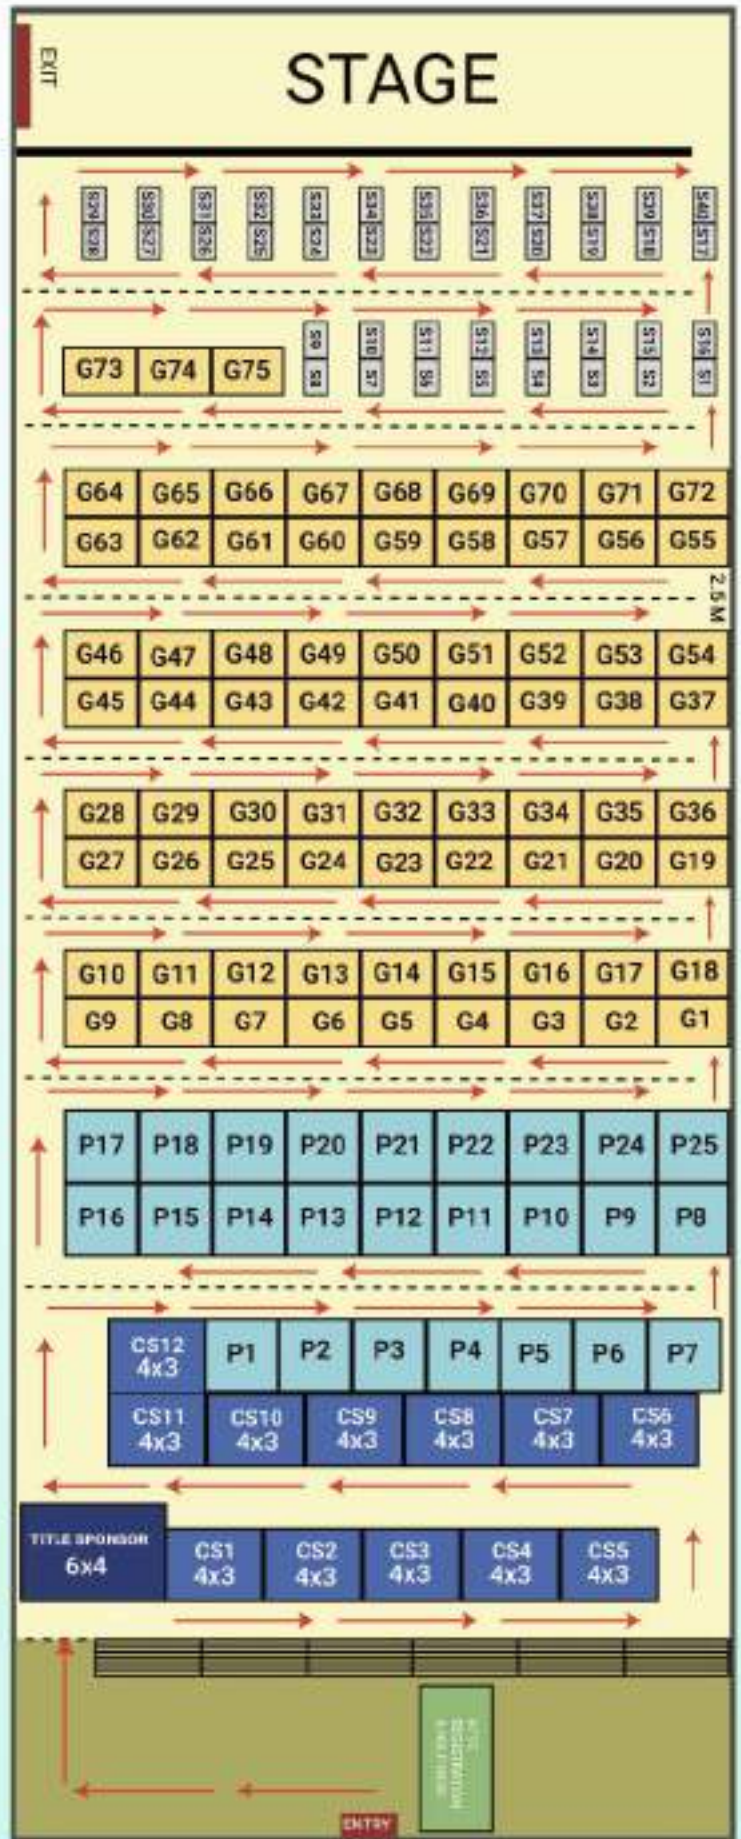 EXIT
STAGE
S29 S30 S31 S32 S33 S34 S35 S36 S37 S38 S39 S40
S28 S27 S26 S25 S24 S23 S22 S21 S20 S19 S18 S17
S9 S10 S11 S12 S13 S14 S15 S16
G73 G74 G75
S8 S7 S6 S5 S4 S3 S2 S1
G64 G65 G66 G67 G68 G69 G70 G71 G72
G63 G62 G61 G60 G59 G58 G57 G56 G55
2.5 M
G46 G47 G48 G49 G50 G51 G52 G53 G54
G45 G44 G43 G42 G41 G40 G39 G38 G37
G28 G29 G30 G31 G32 G33 G34 G35 G36
G27 G26 G25 G24 G23 G22 G21 G20 G19
G10 G11 G12 G13 G14 G15 G16 G17 G18
G9 G8 G7 G6 G5 G4 G3 G2 G1
P17 P18 P19 P20 P21 P22 P23 P24 P25
P16 P15 P14 P13 P12 P11 P10 P9 P8
CS12 P1 P2 P3 P4 P5 P6 P7
4x3
CS11 CS10 CS9 CS8 CS7 CS6
4x3 4x3 4x3 4x3 4x3 4x3
TITLE SPONSOR
6x4
CS1 CS2 CS3 CS4 CS5
4x3 4x3 4x3 4x3 4x3
REGISTRATION
ENTRY